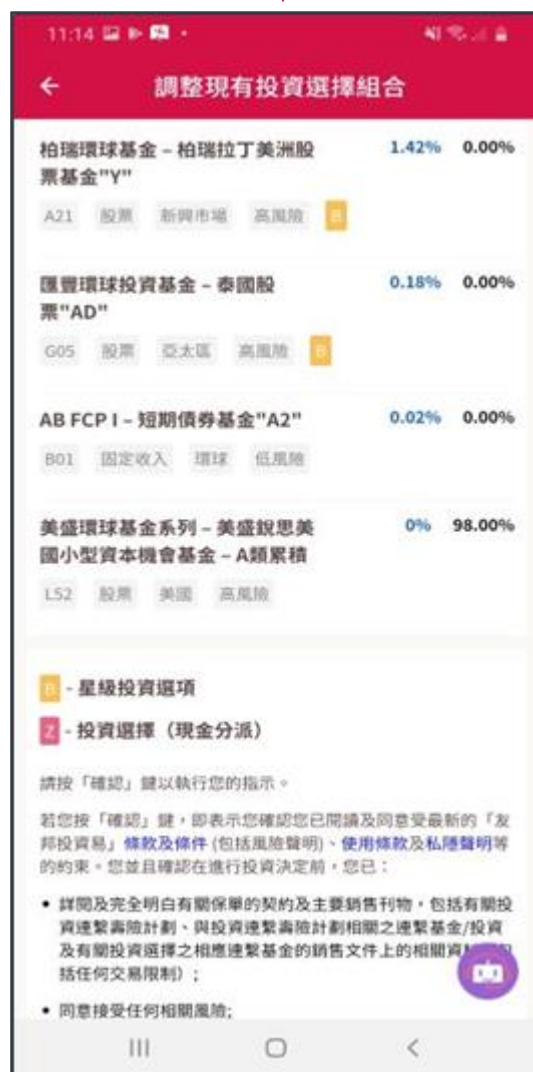 11:14
調整現有投資選擇組合
柏瑞環球基金 – 柏瑞拉丁美洲股 1.42% 0.00%
票基金"Y"
A21 股票 新興市場 高風險 B
匯豐環球投資基金 – 泰國股 0.18% 0.00%
票"AD"
G05 股票 亞太區 高風險 B
AB FCP I – 短期債券基金"A2" 0.02% 0.00%
B01 固定收入 環球 低風險
美盛環球基金系列 – 美盛銳思美 0% 98.00%
國小型資本機會基金 – A類累積
L52 股票 美國 高風險
B - 星級投資選項
Z - 投資選擇（現金分派）
請按「確認」鍵以執行您的指示。
若您按「確認」鍵，即表示您確認您已閱讀及同意受最新的「友
邦投資易」條款及條件 (包括風險聲明)、使用條款及私隱聲明等
的約束。您並且確認在進行投資決定前，您已：
• 詳閱及完全明白有關保單的契約及主要銷售刊物，包括有關投
資連繫壽險計劃、與投資連繫壽險計劃相關之連繫基金/投資
及有關投資選擇之相應連繫基金的銷售文件上的相關資
括任何交易限制）;
• 同意接受任何相關風險;